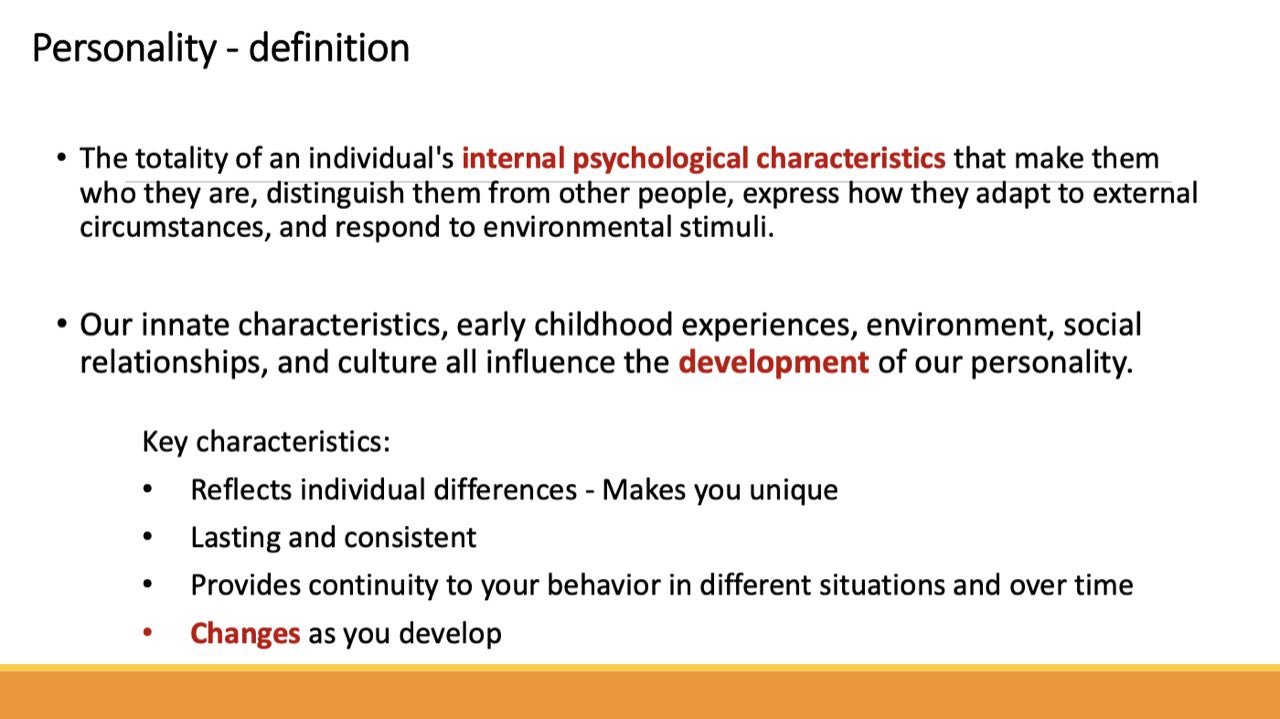 Personality - definition
• The totality of an individual's internal psychological characteristics that make them
who they are, distinguish them from other people, express how they adapt to external
circumstances, and respond to environmental stimuli.
• Our innate characteristics, early childhood experiences, environment, social
relationships, and culture all influence the development of our personality.
Key characteristics:
• Reflects individual differences - Makes you unique
• Lasting and consistent
• Provides continuity to your behavior in different situations and over time
• Changes as you develop